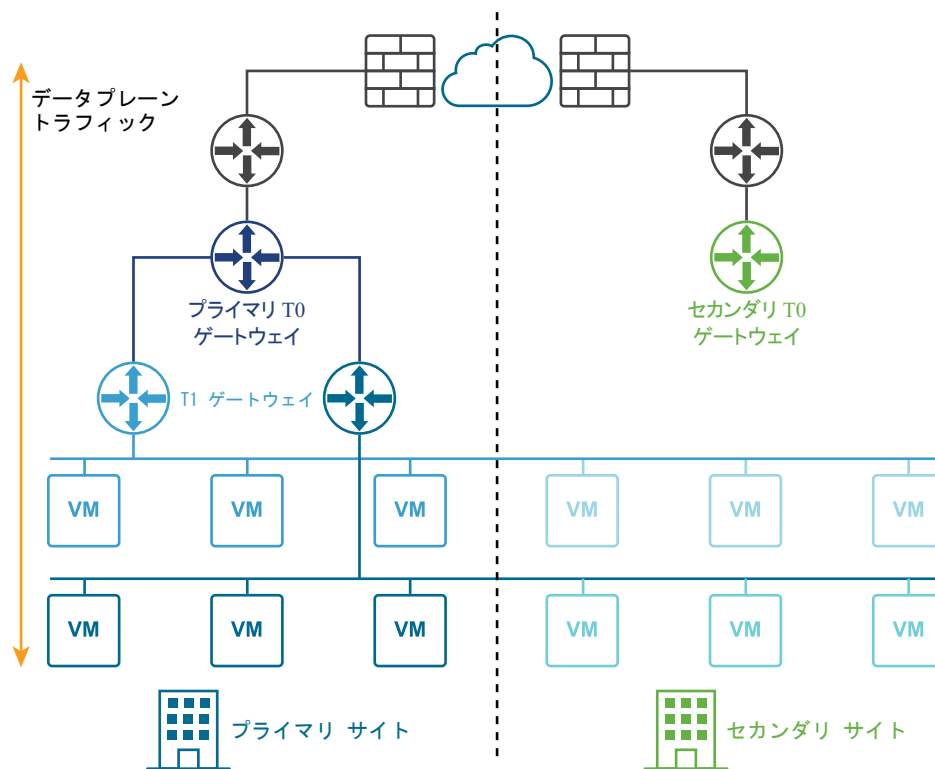 データプレーン
トラフィック
プライマリ T0
ゲートウェイ
セカンダリ T0
ゲートウェイ
T1 ゲートウェイ
VM VM VM VM VM VM
VM VM VM VM VM VM
プライマリ サイト
セカンダリ サイト